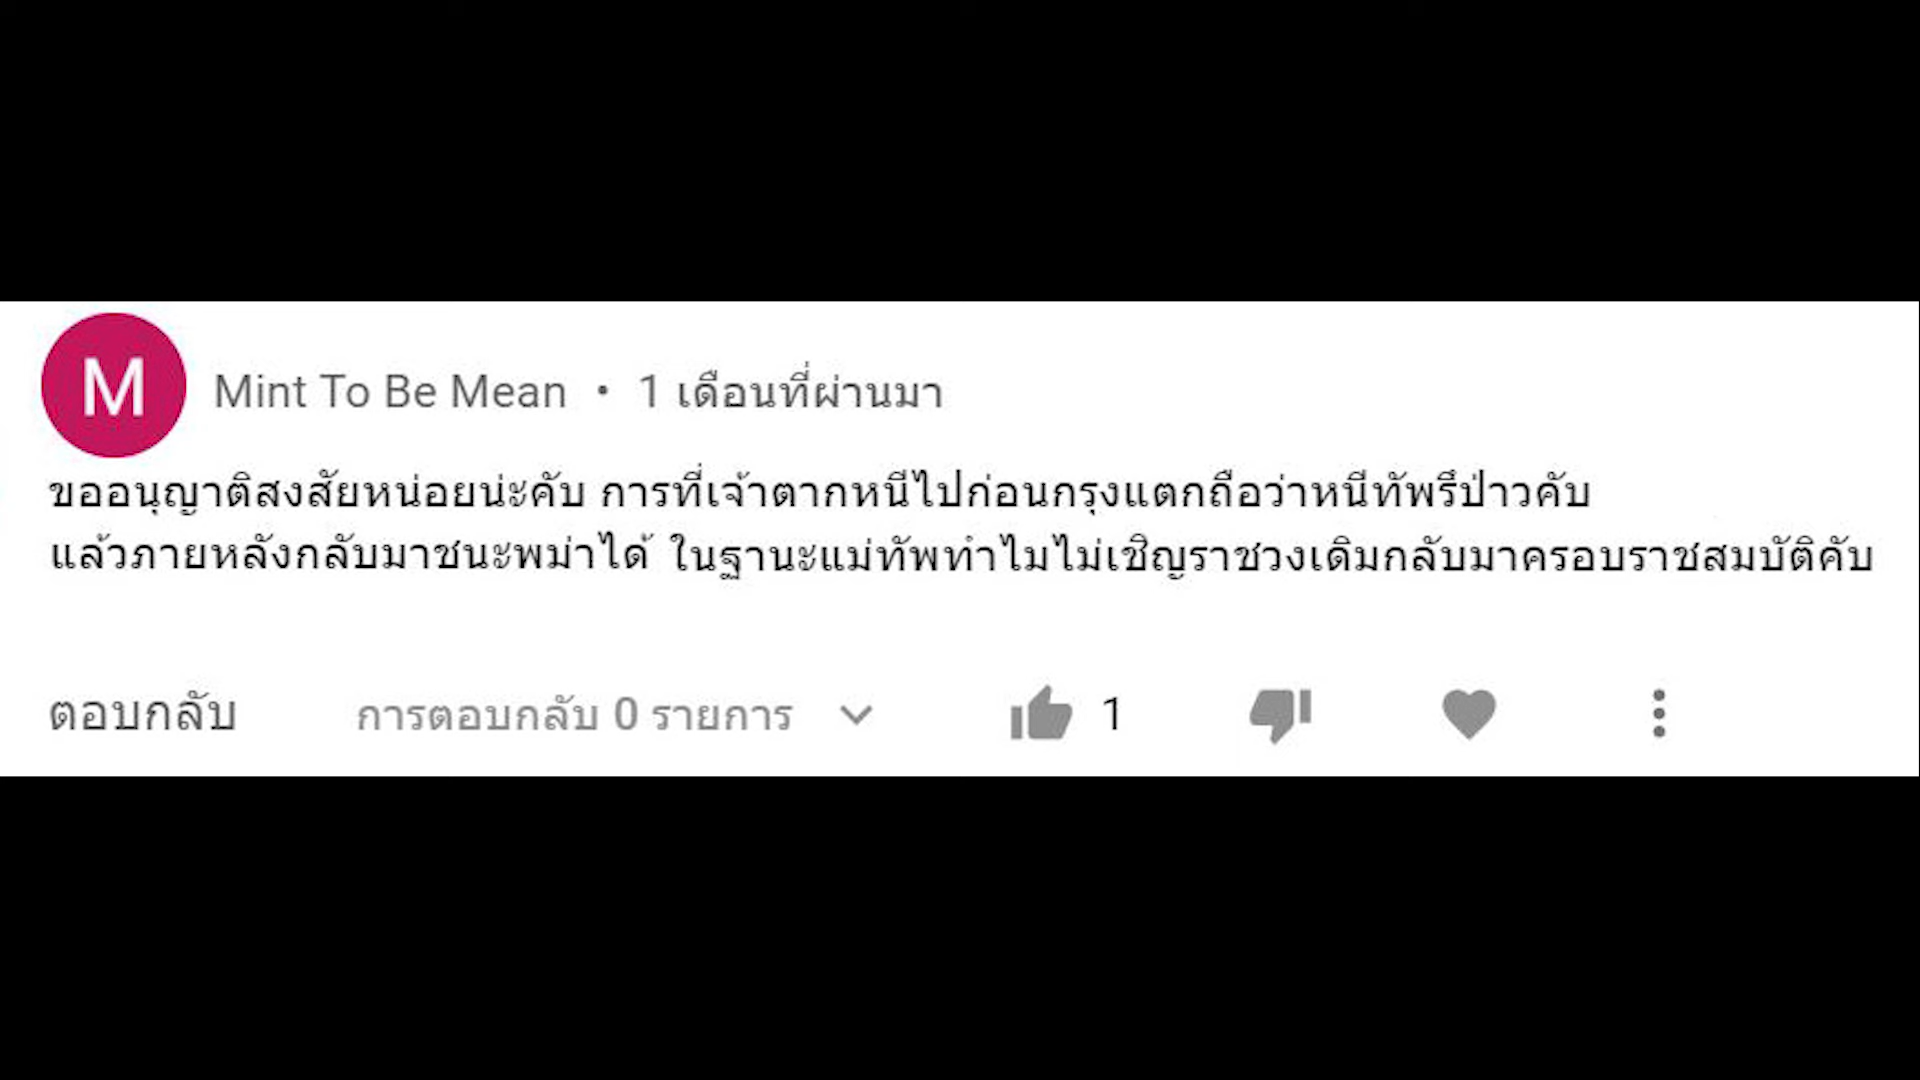 M
Mint To Be Mean • 1 เดือนที่ผ่านมา
ขออนุญาติสงสัยหน่อยน่ะคับ การที่เจ้าตากหนีไปก่อนกรุงแตกถือว่าหนีทัพรึป่าวคับ
แล้วภายหลังกลับมาชนะพม่าได้ ในฐานะแม่ทัพทำไมไม่เชิญราชวงเดิมกลับมาครอบราชสมบัติคับ
ตอบกลับ การตอบกลับ 0 รายการ 1